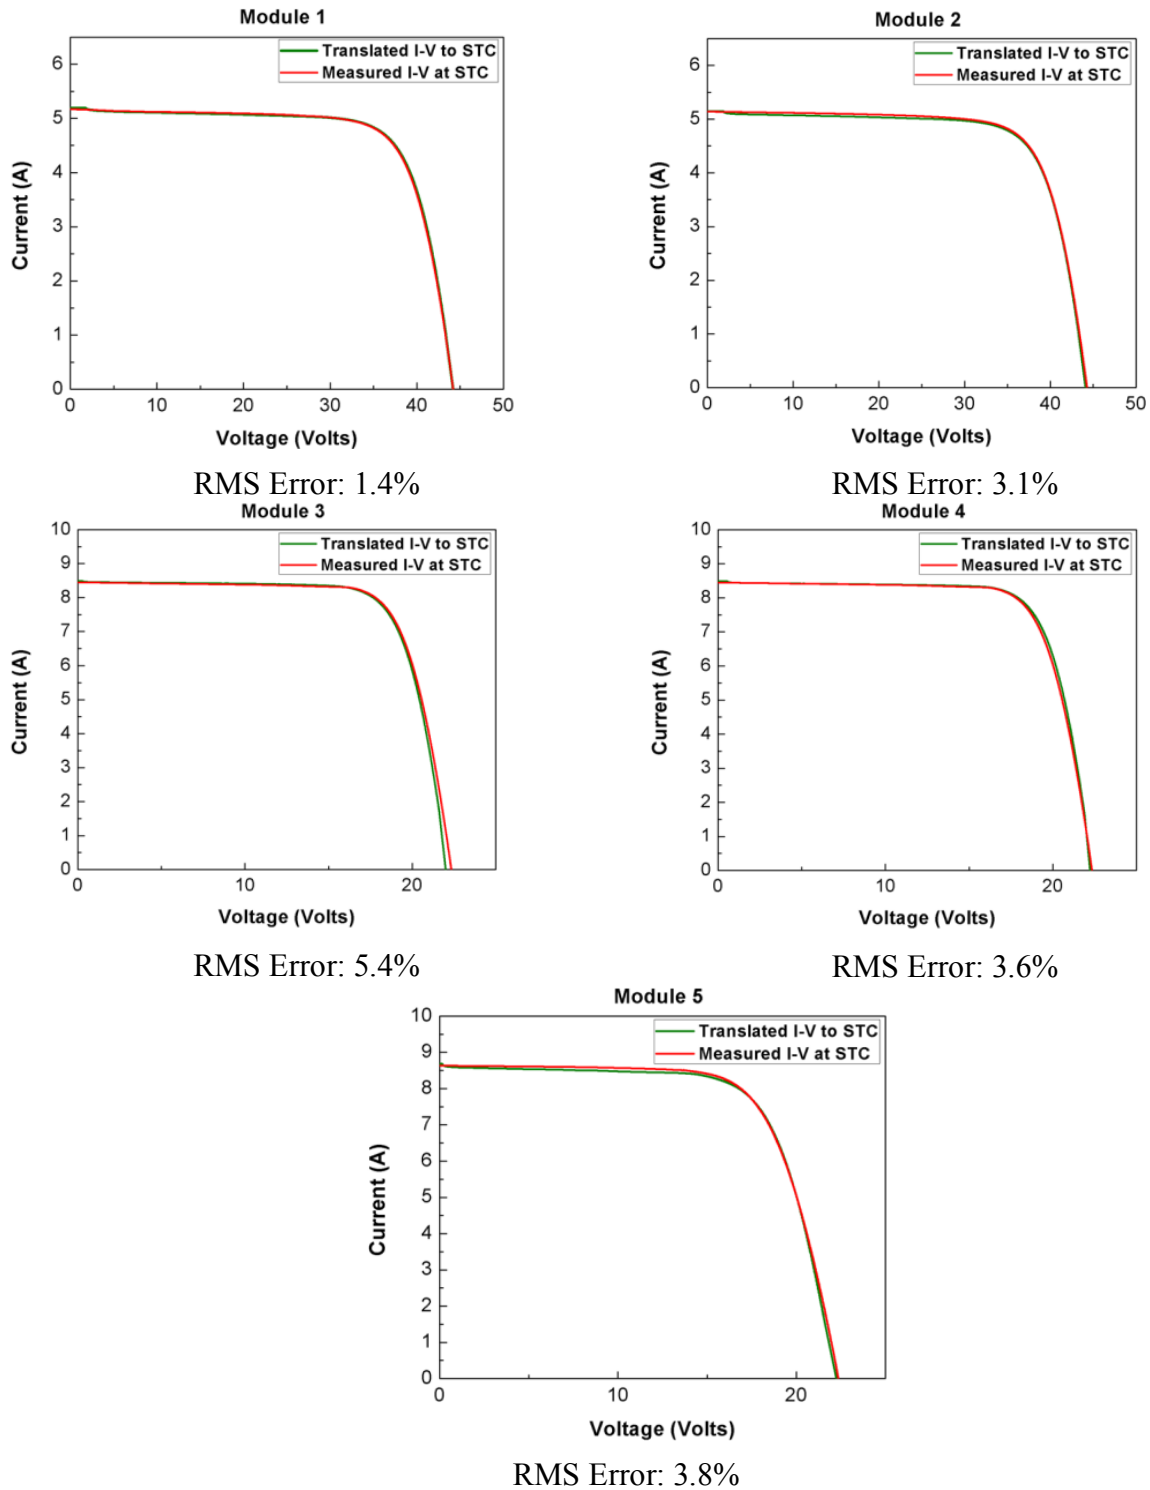 Module 1
Translated I-V to STC
Measured I-V at STC
Current (A)
6
5
4
3
2
1
0
0 10 20 30 40 50
Voltage (Volts)
RMS Error: 1.4%
Module 2
Translated I-V to STC
Measured I-V at STC
Current (A)
6
5
4
3
2
1
0
0 10 20 30 40 50
Voltage (Volts)
RMS Error: 3.1%
Module 3
Translated I-V to STC
Measured I-V at STC
Current (A)
10
9
8
7
6
5
4
3
2
1
0
0 10 20
Voltage (Volts)
RMS Error: 5.4%
Module 4
Translated I-V to STC
Measured I-V at STC
Current (A)
10
9
8
7
6
5
4
3
2
1
0
0 10 20
Voltage (Volts)
RMS Error: 3.6%
Module 5
Translated I-V to STC
Measured I-V at STC
Current (A)
10
9
8
7
6
5
4
3
2
1
0
0 10 20
Voltage (Volts)
RMS Error: 3.8%